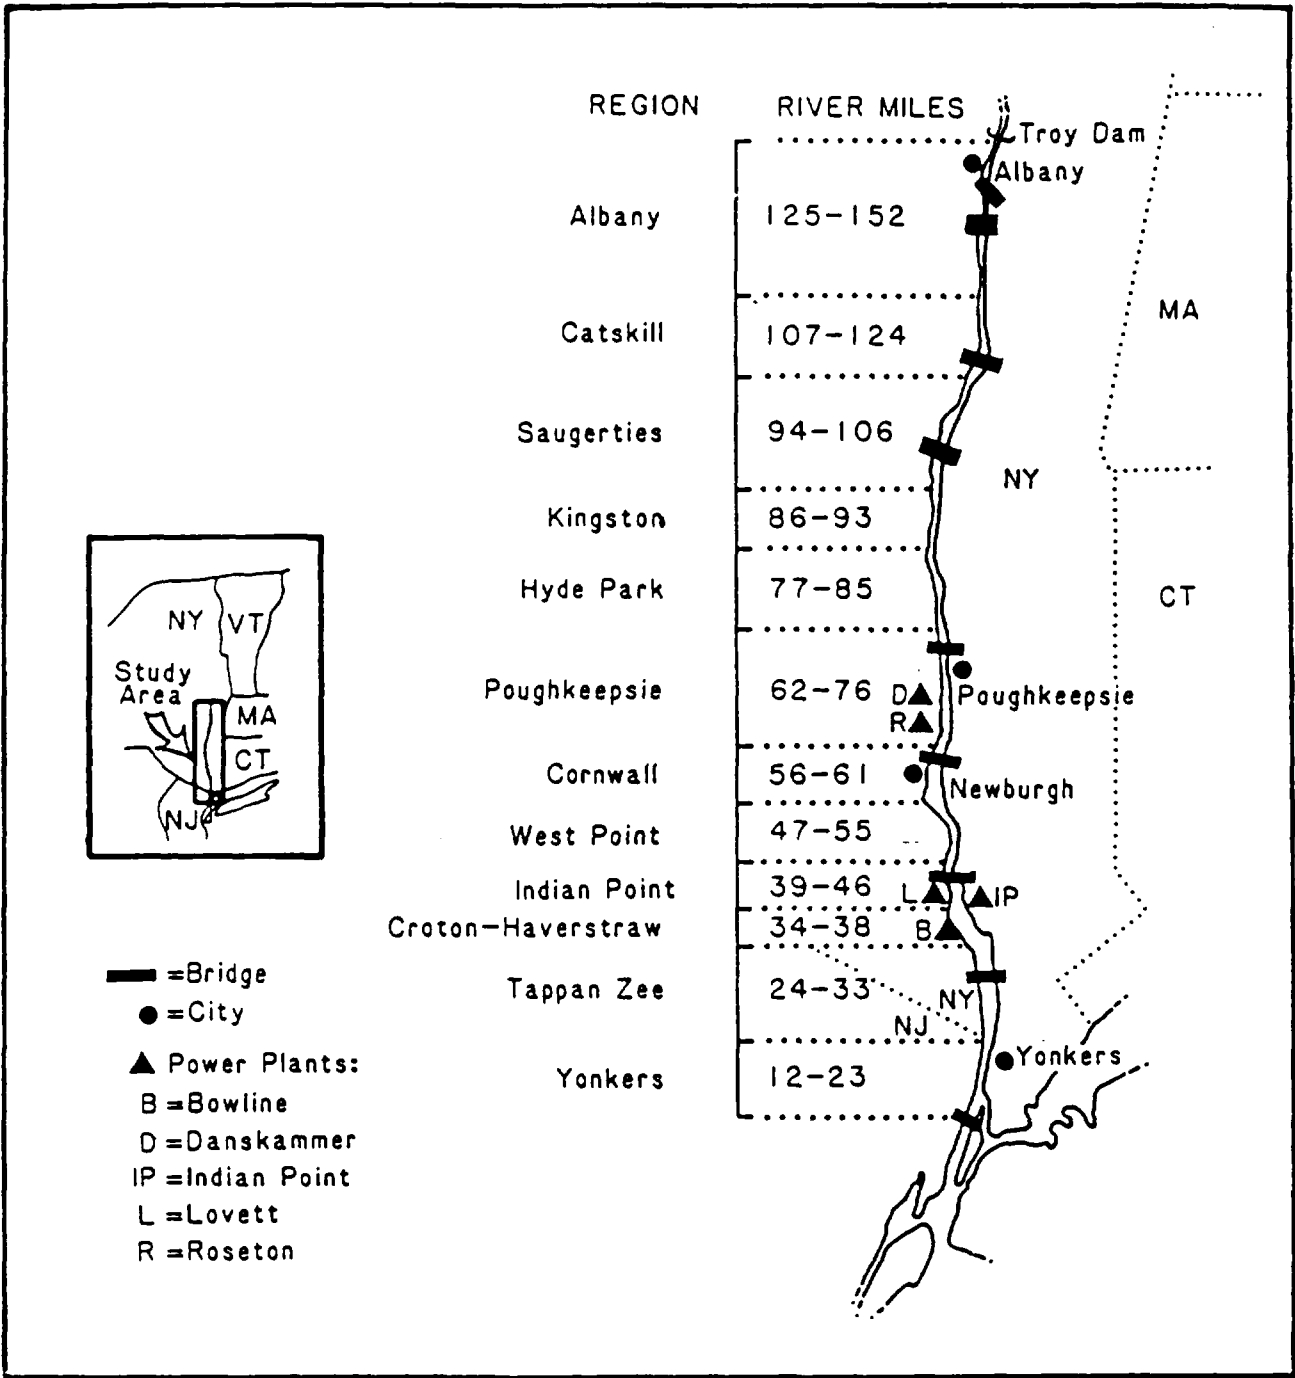 REGION RIVER MILES
Troy Dam
Albany
Albany 125-152
MA
Catskill 107-124
Saugerties 94-106
NY
Kingston 86-93
Hyde Park 77-85
CT
Poughkeepsie 62-76 D Poughkeepsie
R
Cornwall 56-61
Newburgh
West Point 47-55
Indian Point 39-46 L IP
Croton-Haverstraw 34-38 B
Tappan Zee 24-33 NY
NJ
Yonkers
Yonkers 12-23
NY VT
Study
Area
MA
CT
NJ
=Bridge
=City
Power Plants:
B =Bowline
D =Danskammer
IP =Indian Point
L =Lovett
R =Roseton